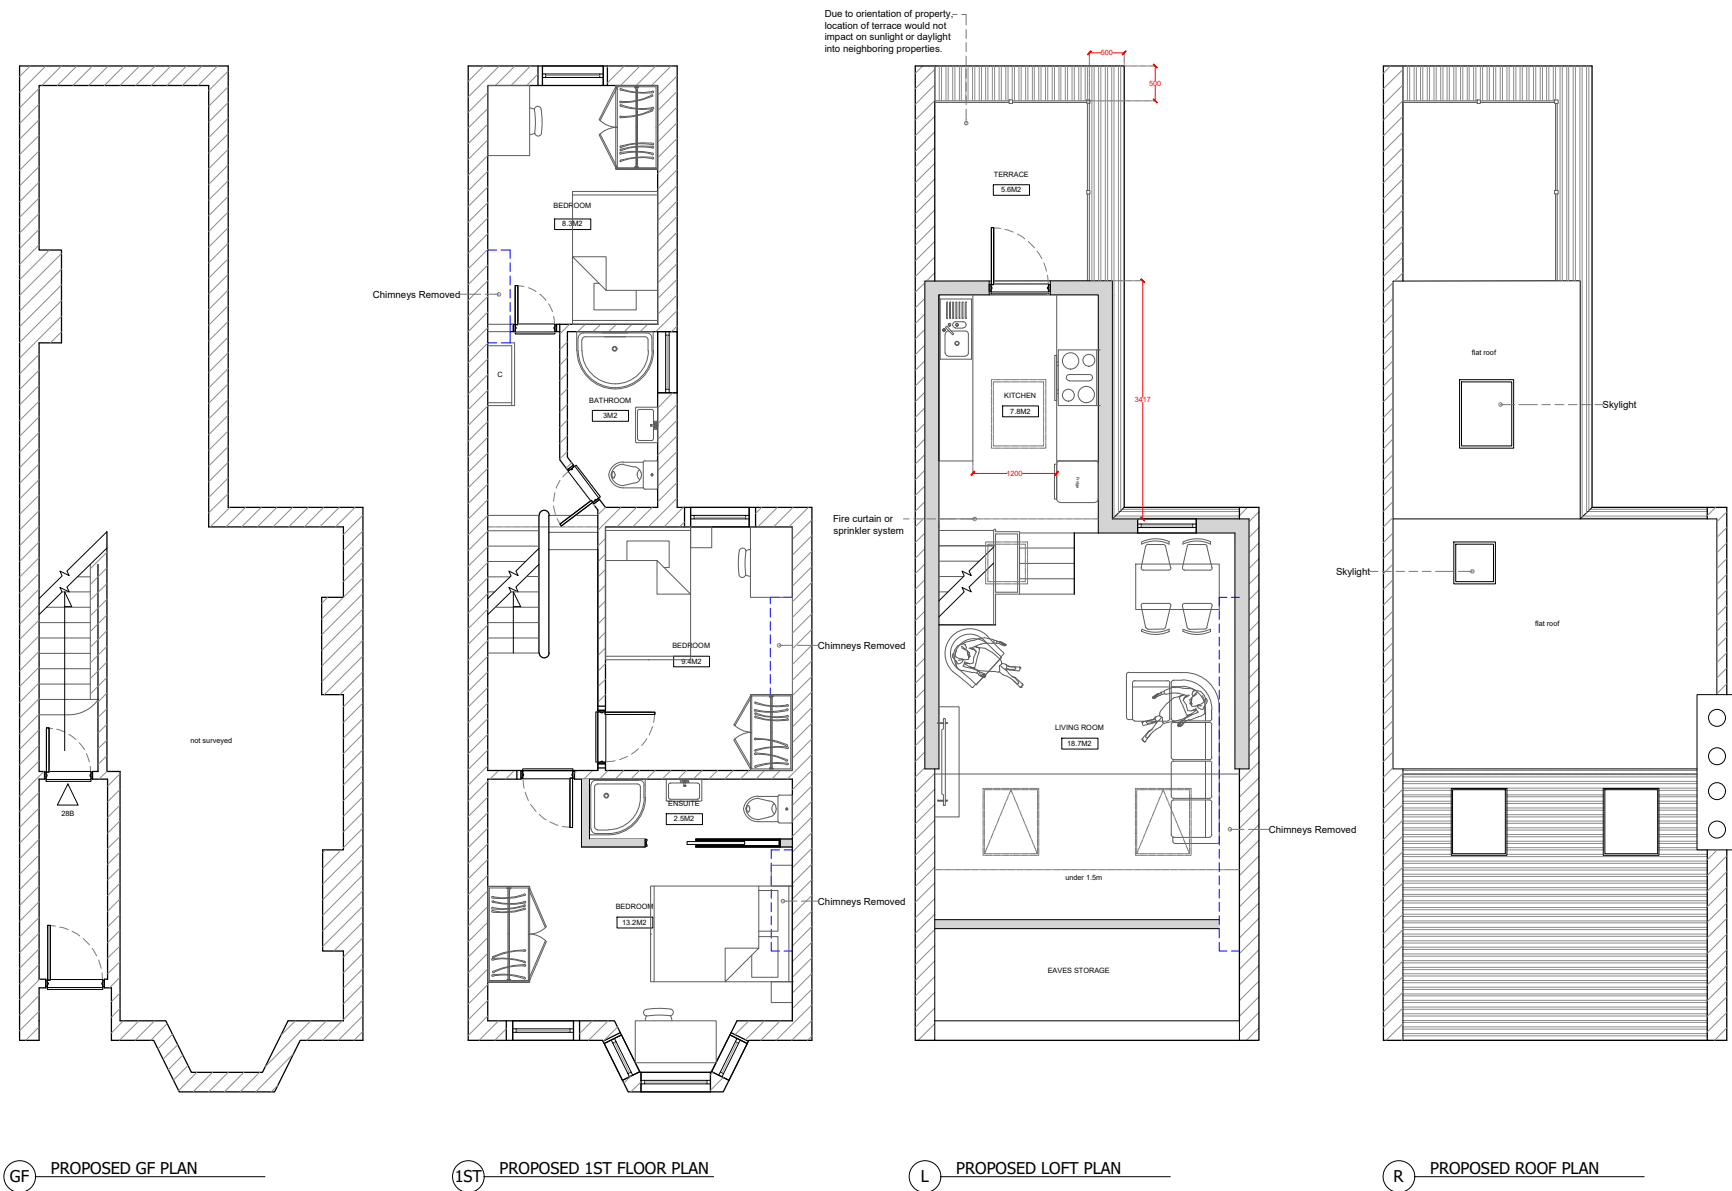 Due to orientation of property,
location of terrace would not
impact on sunlight or daylight
into neighboring properties.
500
500
TERRACE
5.6M2
BEDROOM
8.3M2
Chimneys Removed
C
BATHROOM
3M2
KITCHEN
7.8M2
3417
1200
Fridge
flat roof
Skylight
Fire curtain or
sprinkler system
Skylight
flat roof
BEDROOM
9.4M2
Chimneys Removed
not surveyed
LIVING ROOM
18.7M2
28B
ENSUITE
2.5M2
Chimneys Removed
under 1.5m
BEDROOM
13.2M2
Chimneys Removed
EAVES STORAGE
GF PROPOSED GF PLAN
1ST PROPOSED 1ST FLOOR PLAN
L PROPOSED LOFT PLAN
R PROPOSED ROOF PLAN